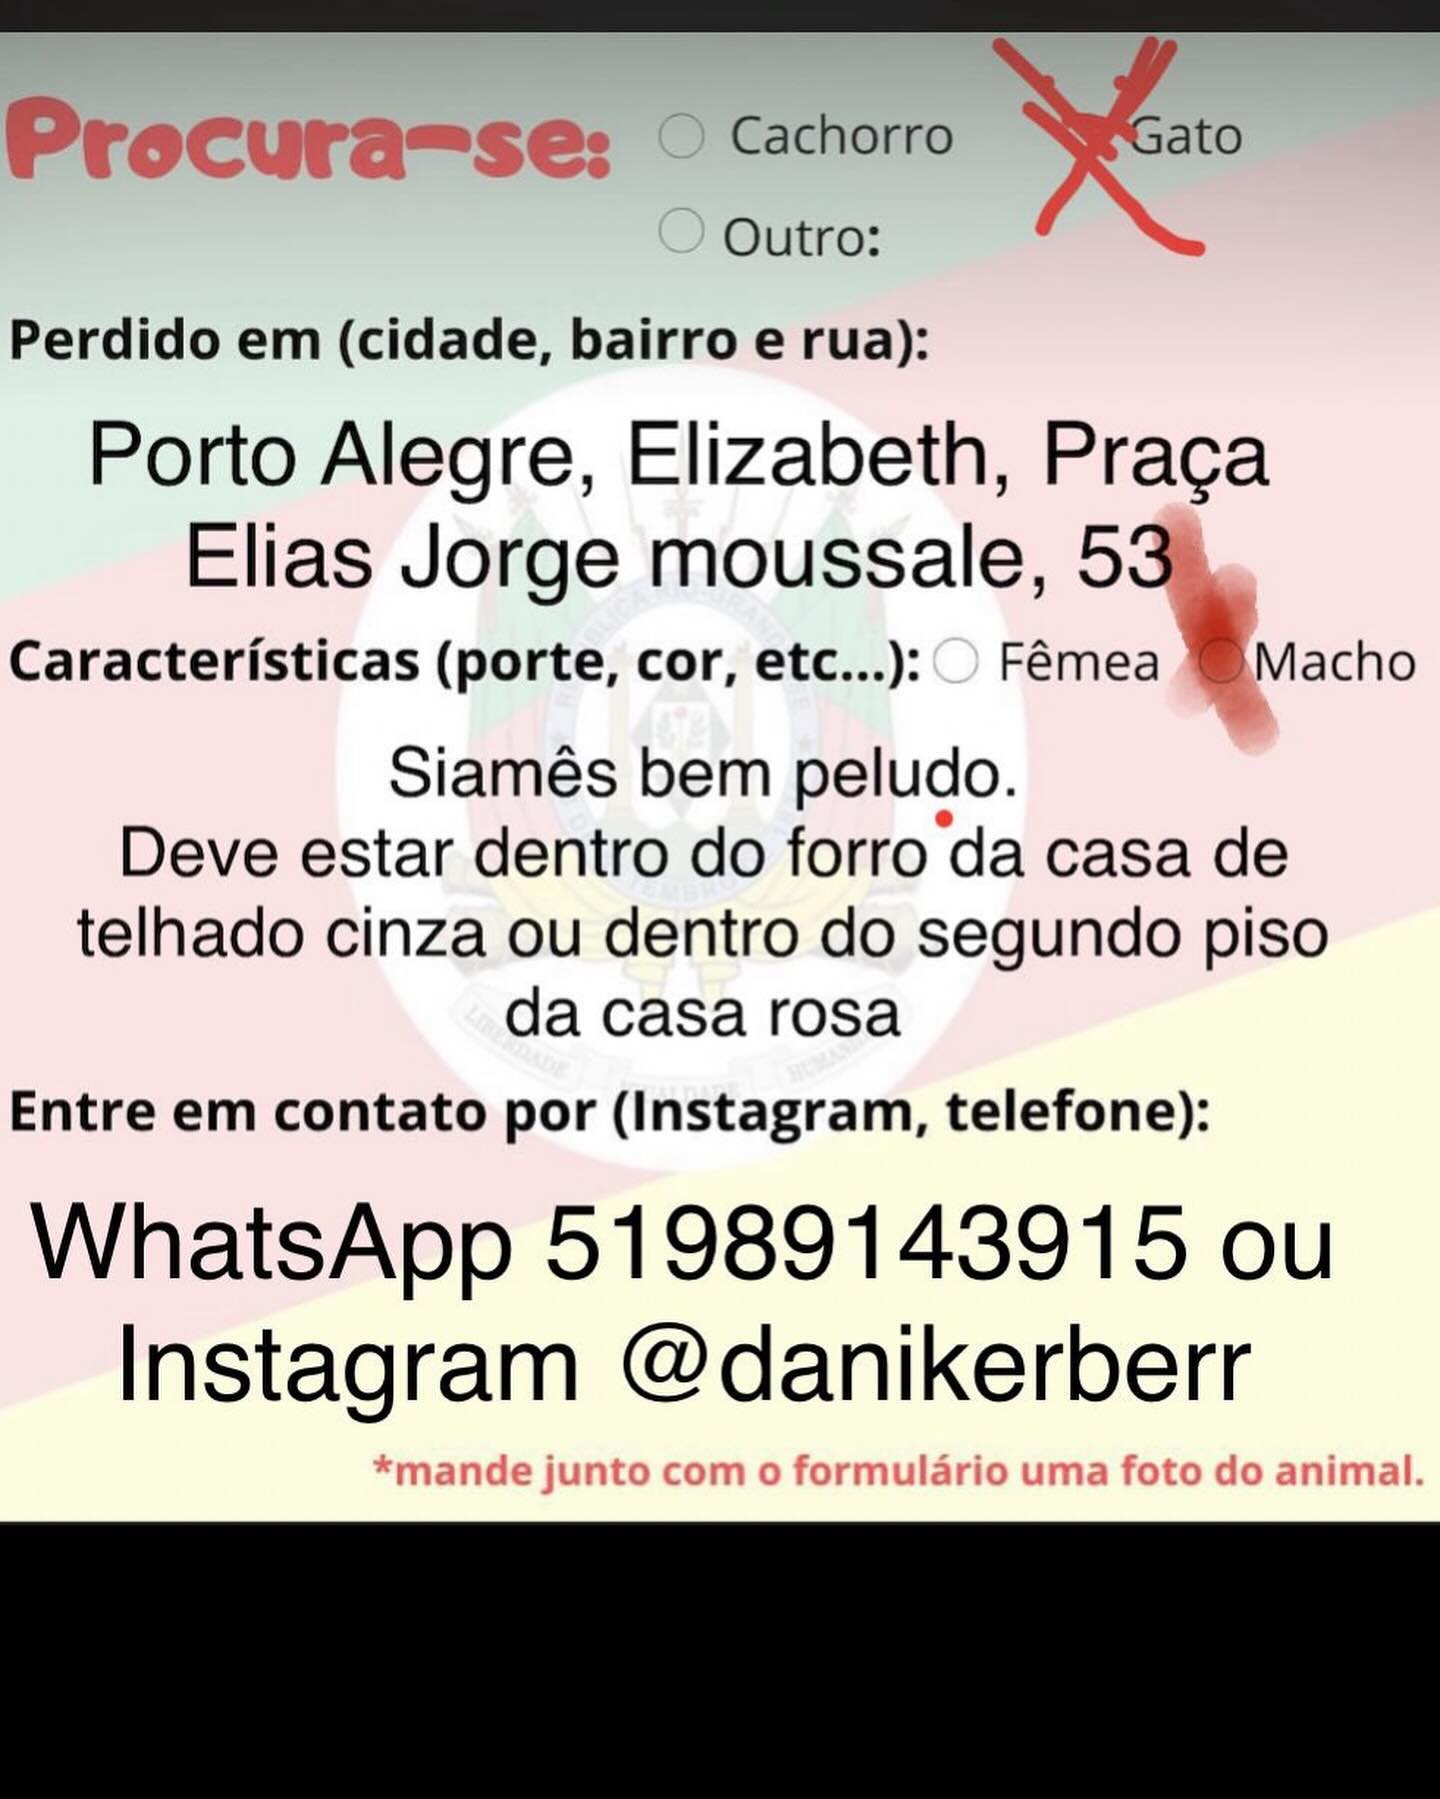 Procura-se: Cachorro Gato
Outro:
Perdido em (cidade, bairro e rua):
Porto Alegre, Elizabeth, Praça
Elias Jorge moussale, 53
Características (porte, cor, etc...): Fêmea Macho
Siamês bem peludo.
Deve estar dentro do forro da casa de
telhado cinza ou dentro do segundo piso
da casa rosa
LIBERDADE IGUALDADE HUMANIDADE
Entre em contato por (Instagram, telefone):
WhatsApp 51989143915 ou
Instagram @danikerberr
*mande junto com o formulário uma foto do animal.